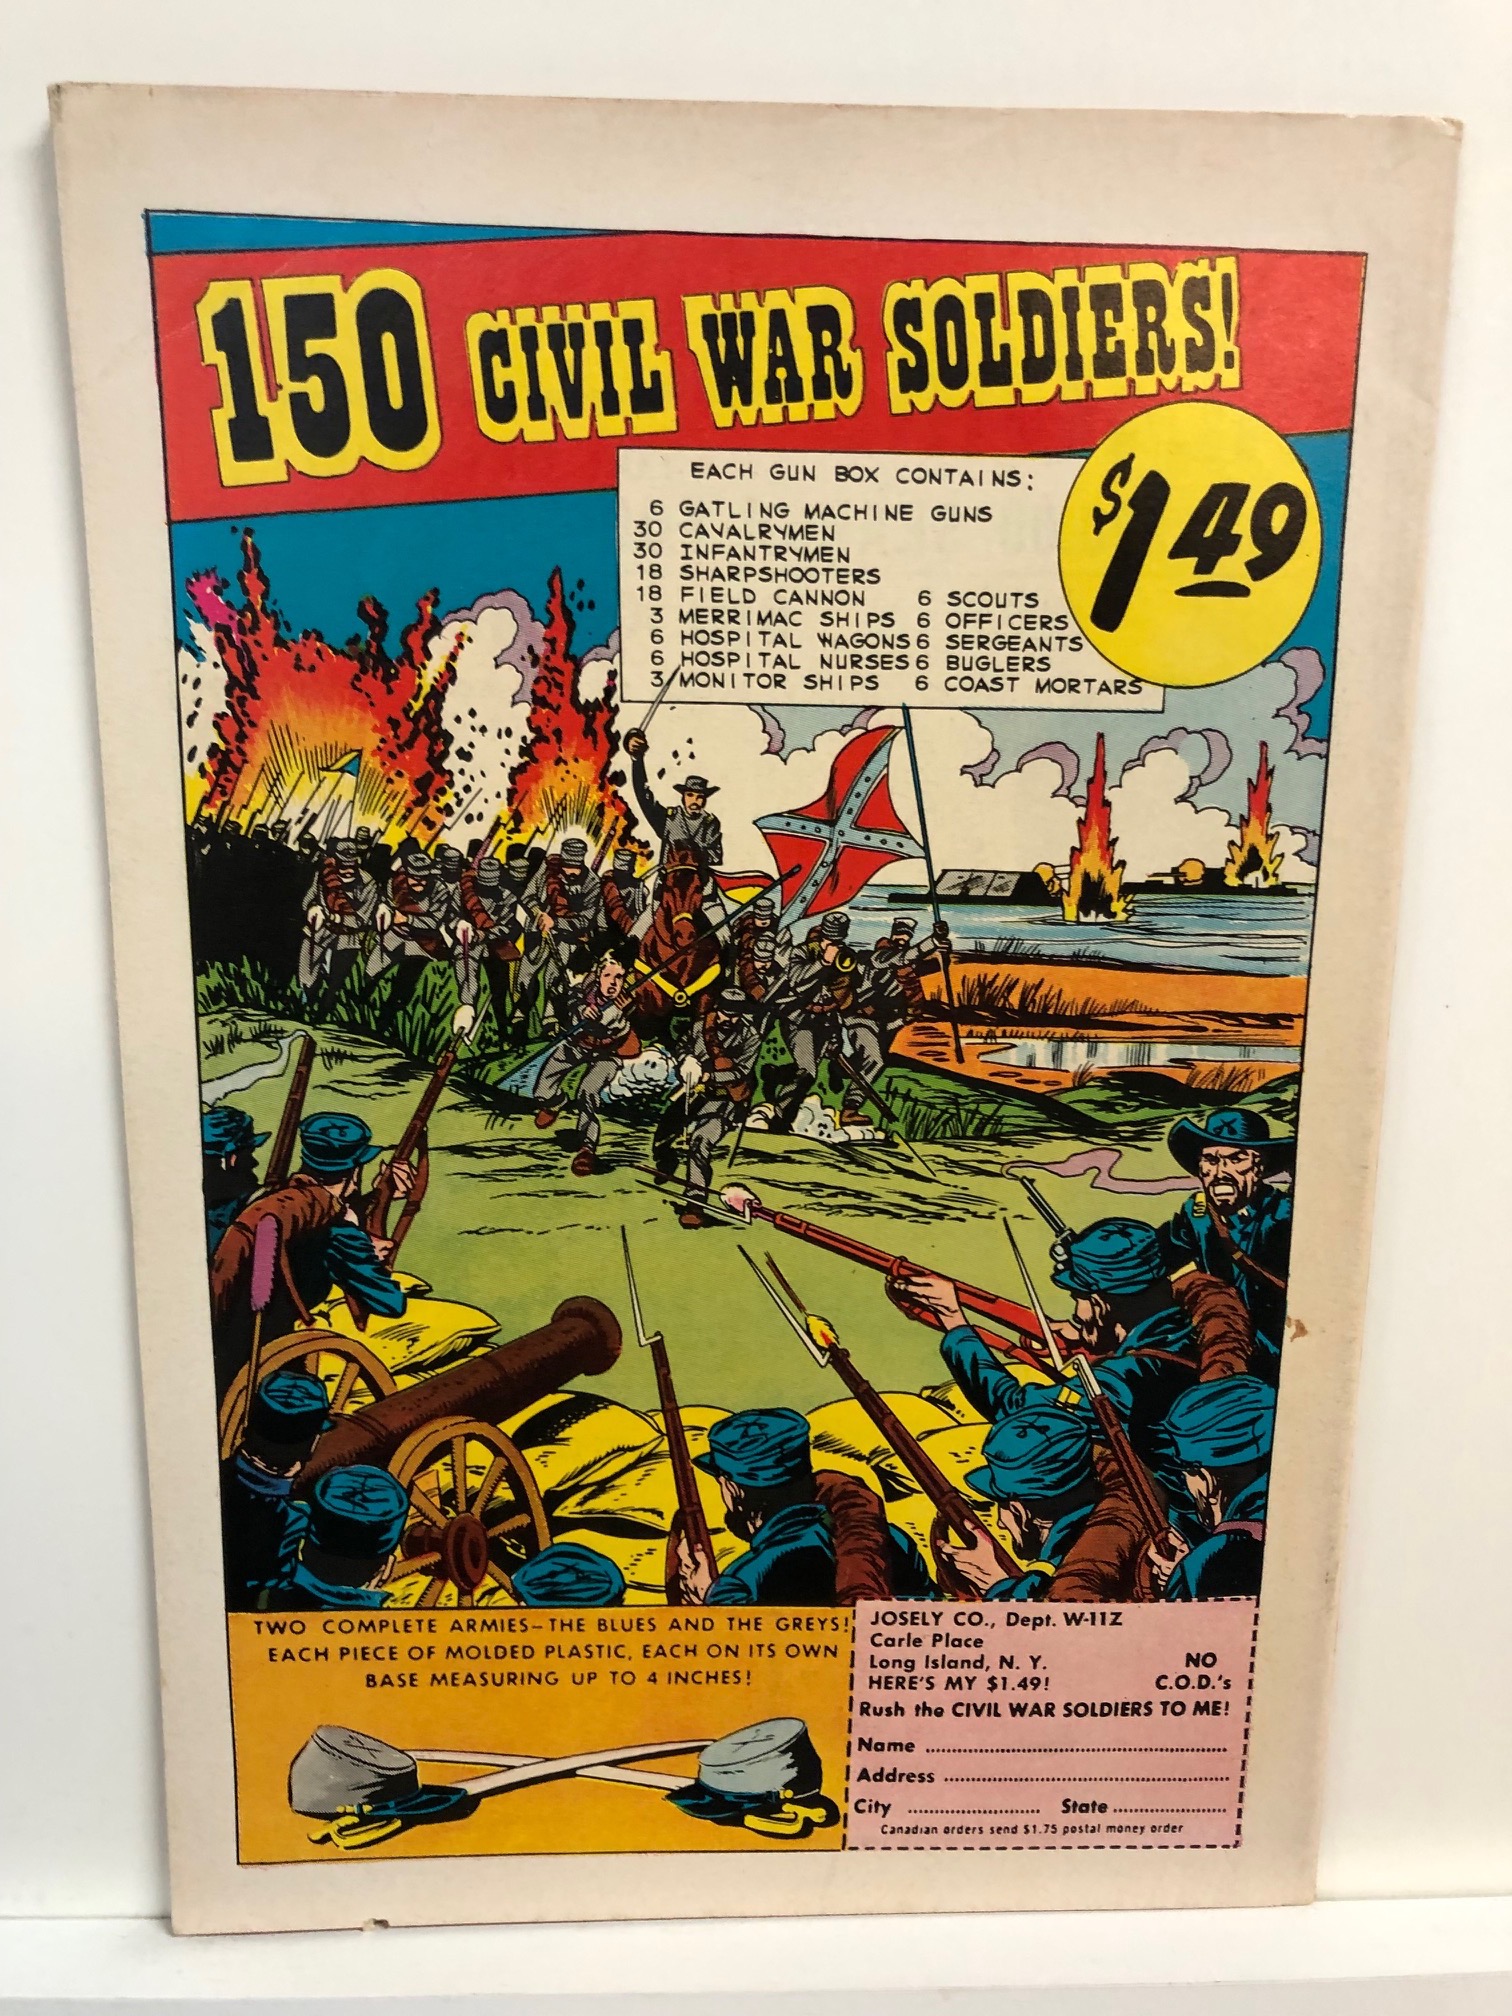 150 CIVIL WAR SOLDIERS!
$1.49
EACH GUN BOX CONTAINS:
6 GATLING MACHINE GUNS
30 CAVALRYMEN
30 INFANTRYMEN
18 SHARPSHOOTERS
18 FIELD CANNON 6 SCOUTS
3 MERRIMAC SHIPS 6 OFFICERS
6 HOSPITAL WAGONS 6 SERGEANTS
6 HOSPITAL NURSES 6 BUGLERS
3 MONITOR SHIPS 6 COAST MORTARS
TWO COMPLETE ARMIES-THE BLUES AND THE GREYS!
EACH PIECE OF MOLDED PLASTIC, EACH ON ITS OWN
BASE MEASURING UP TO 4 INCHES!
JOSELY CO., Dept. W-11Z
Carle Place
Long Island, N. Y. NO
HERE'S MY $1.49! C.O.D.'s
Rush the CIVIL WAR SOLDIERS TO ME!
Name
Address
City State
Canadian orders send $1.75 postal money order